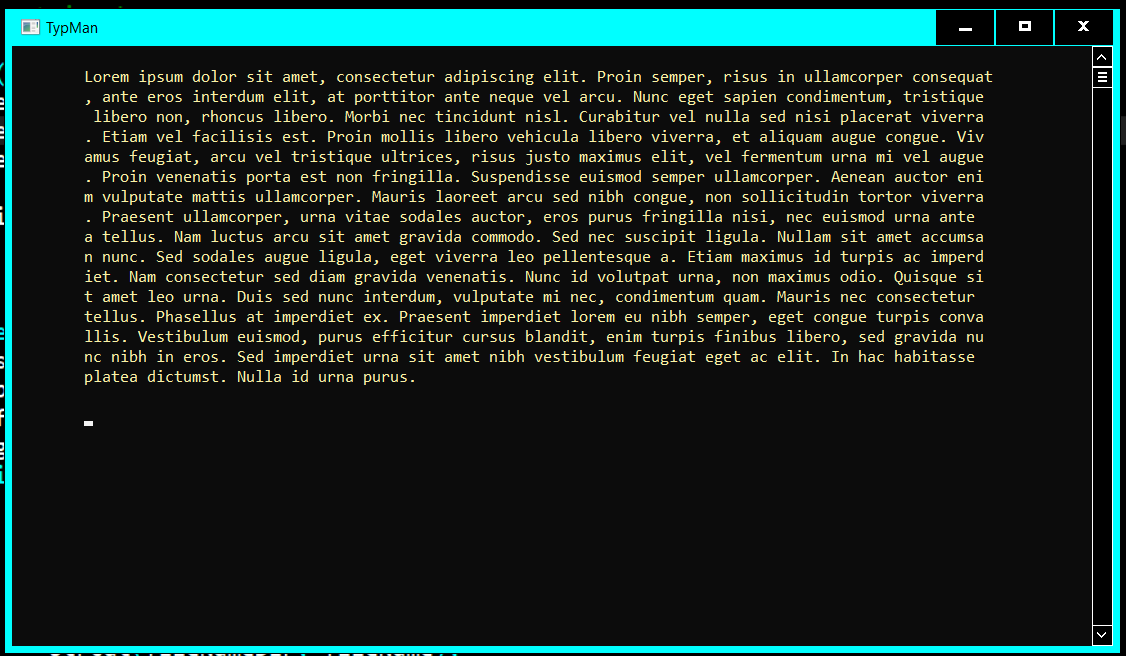 TypMan
Lorem ipsum dolor sit amet, consectetur adipiscing elit. Proin semper, risus in ullamcorper consequat
, ante eros interdum elit, at porttitor ante neque vel arcu. Nunc eget sapien condimentum, tristique
 libero non, rhoncus libero. Morbi nec tincidunt nisl. Curabitur vel nulla sed nisi placerat viverra
. Etiam vel facilisis est. Proin mollis libero vehicula libero viverra, et aliquam augue congue. Viv
amus feugiat, arcu vel tristique ultrices, risus justo maximus elit, vel fermentum urna mi vel augue
. Proin venenatis porta est non fringilla. Suspendisse euismod semper ullamcorper. Aenean auctor eni
m vulputate mattis ullamcorper. Mauris laoreet arcu sed nibh congue, non sollicitudin tortor viverra
. Praesent ullamcorper, urna vitae sodales auctor, eros purus fringilla nisi, nec euismod urna ante
a tellus. Nam luctus arcu sit amet gravida commodo. Sed nec suscipit ligula. Nullam sit amet accumsa
n nunc. Sed sodales augue ligula, eget viverra leo pellentesque a. Etiam maximus id turpis ac imperd
iet. Nam consectetur sed diam gravida venenatis. Nunc id volutpat urna, non maximus odio. Quisque si
t amet leo urna. Duis sed nunc interdum, vulputate mi nec, condimentum quam. Mauris nec consectetur
tellus. Phasellus at imperdiet ex. Praesent imperdiet lorem eu nibh semper, eget congue turpis conva
llis. Vestibulum euismod, purus efficitur cursus blandit, enim turpis finibus libero, sed gravida nu
nc nibh in eros. Sed imperdiet urna sit amet nibh vestibulum feugiat eget ac elit. In hac habitasse
platea dictumst. Nulla id urna purus.